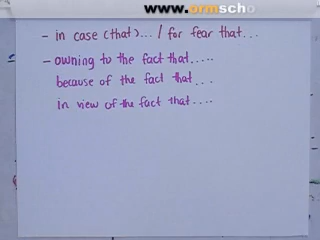 www.ormscho
- in case (that)... / for fear that...
- owning to the fact that.....
because of the fact that...
in view of the fact that....